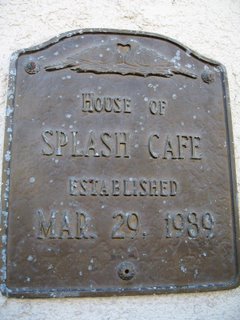 HOUSE OF
SPLASH CAFE
ESTABLISHED
MAR. 29. 1989